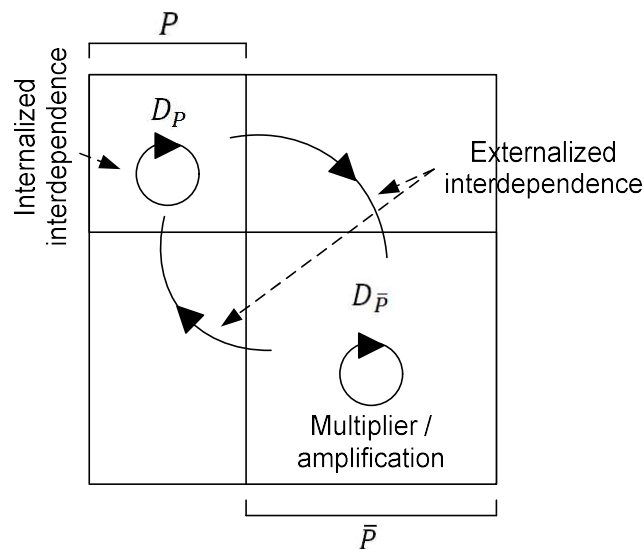 P
Internalized
interdependence
D_P
Externalized
interdependence
D_P̄
Multiplier /
amplification
P̄